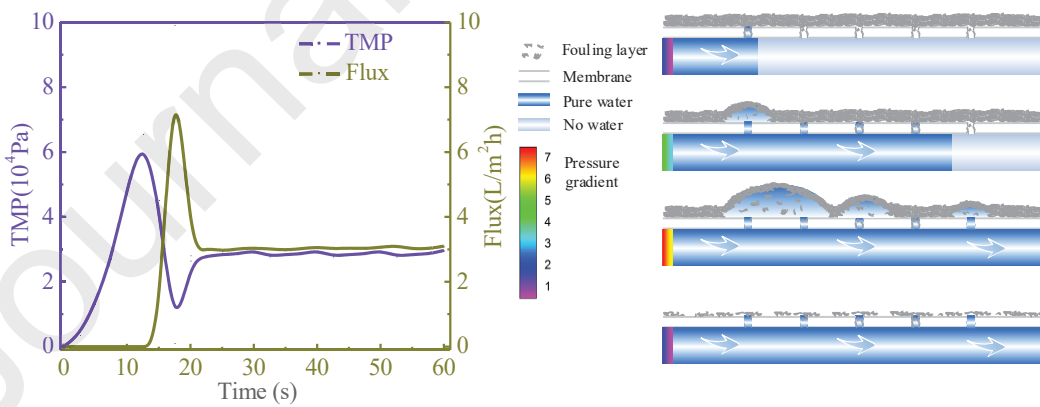 Journal
10
10
8
8
6
6
4
4
2
2
0
0
TMP(10⁴Pa)
Flux(L/m²h)
TMP
Flux
0
10
20
30
40
50
60
Time (s)
Fouling layer
Membrane
Pure water
No water
Pressure
gradient
7
6
5
4
3
2
1